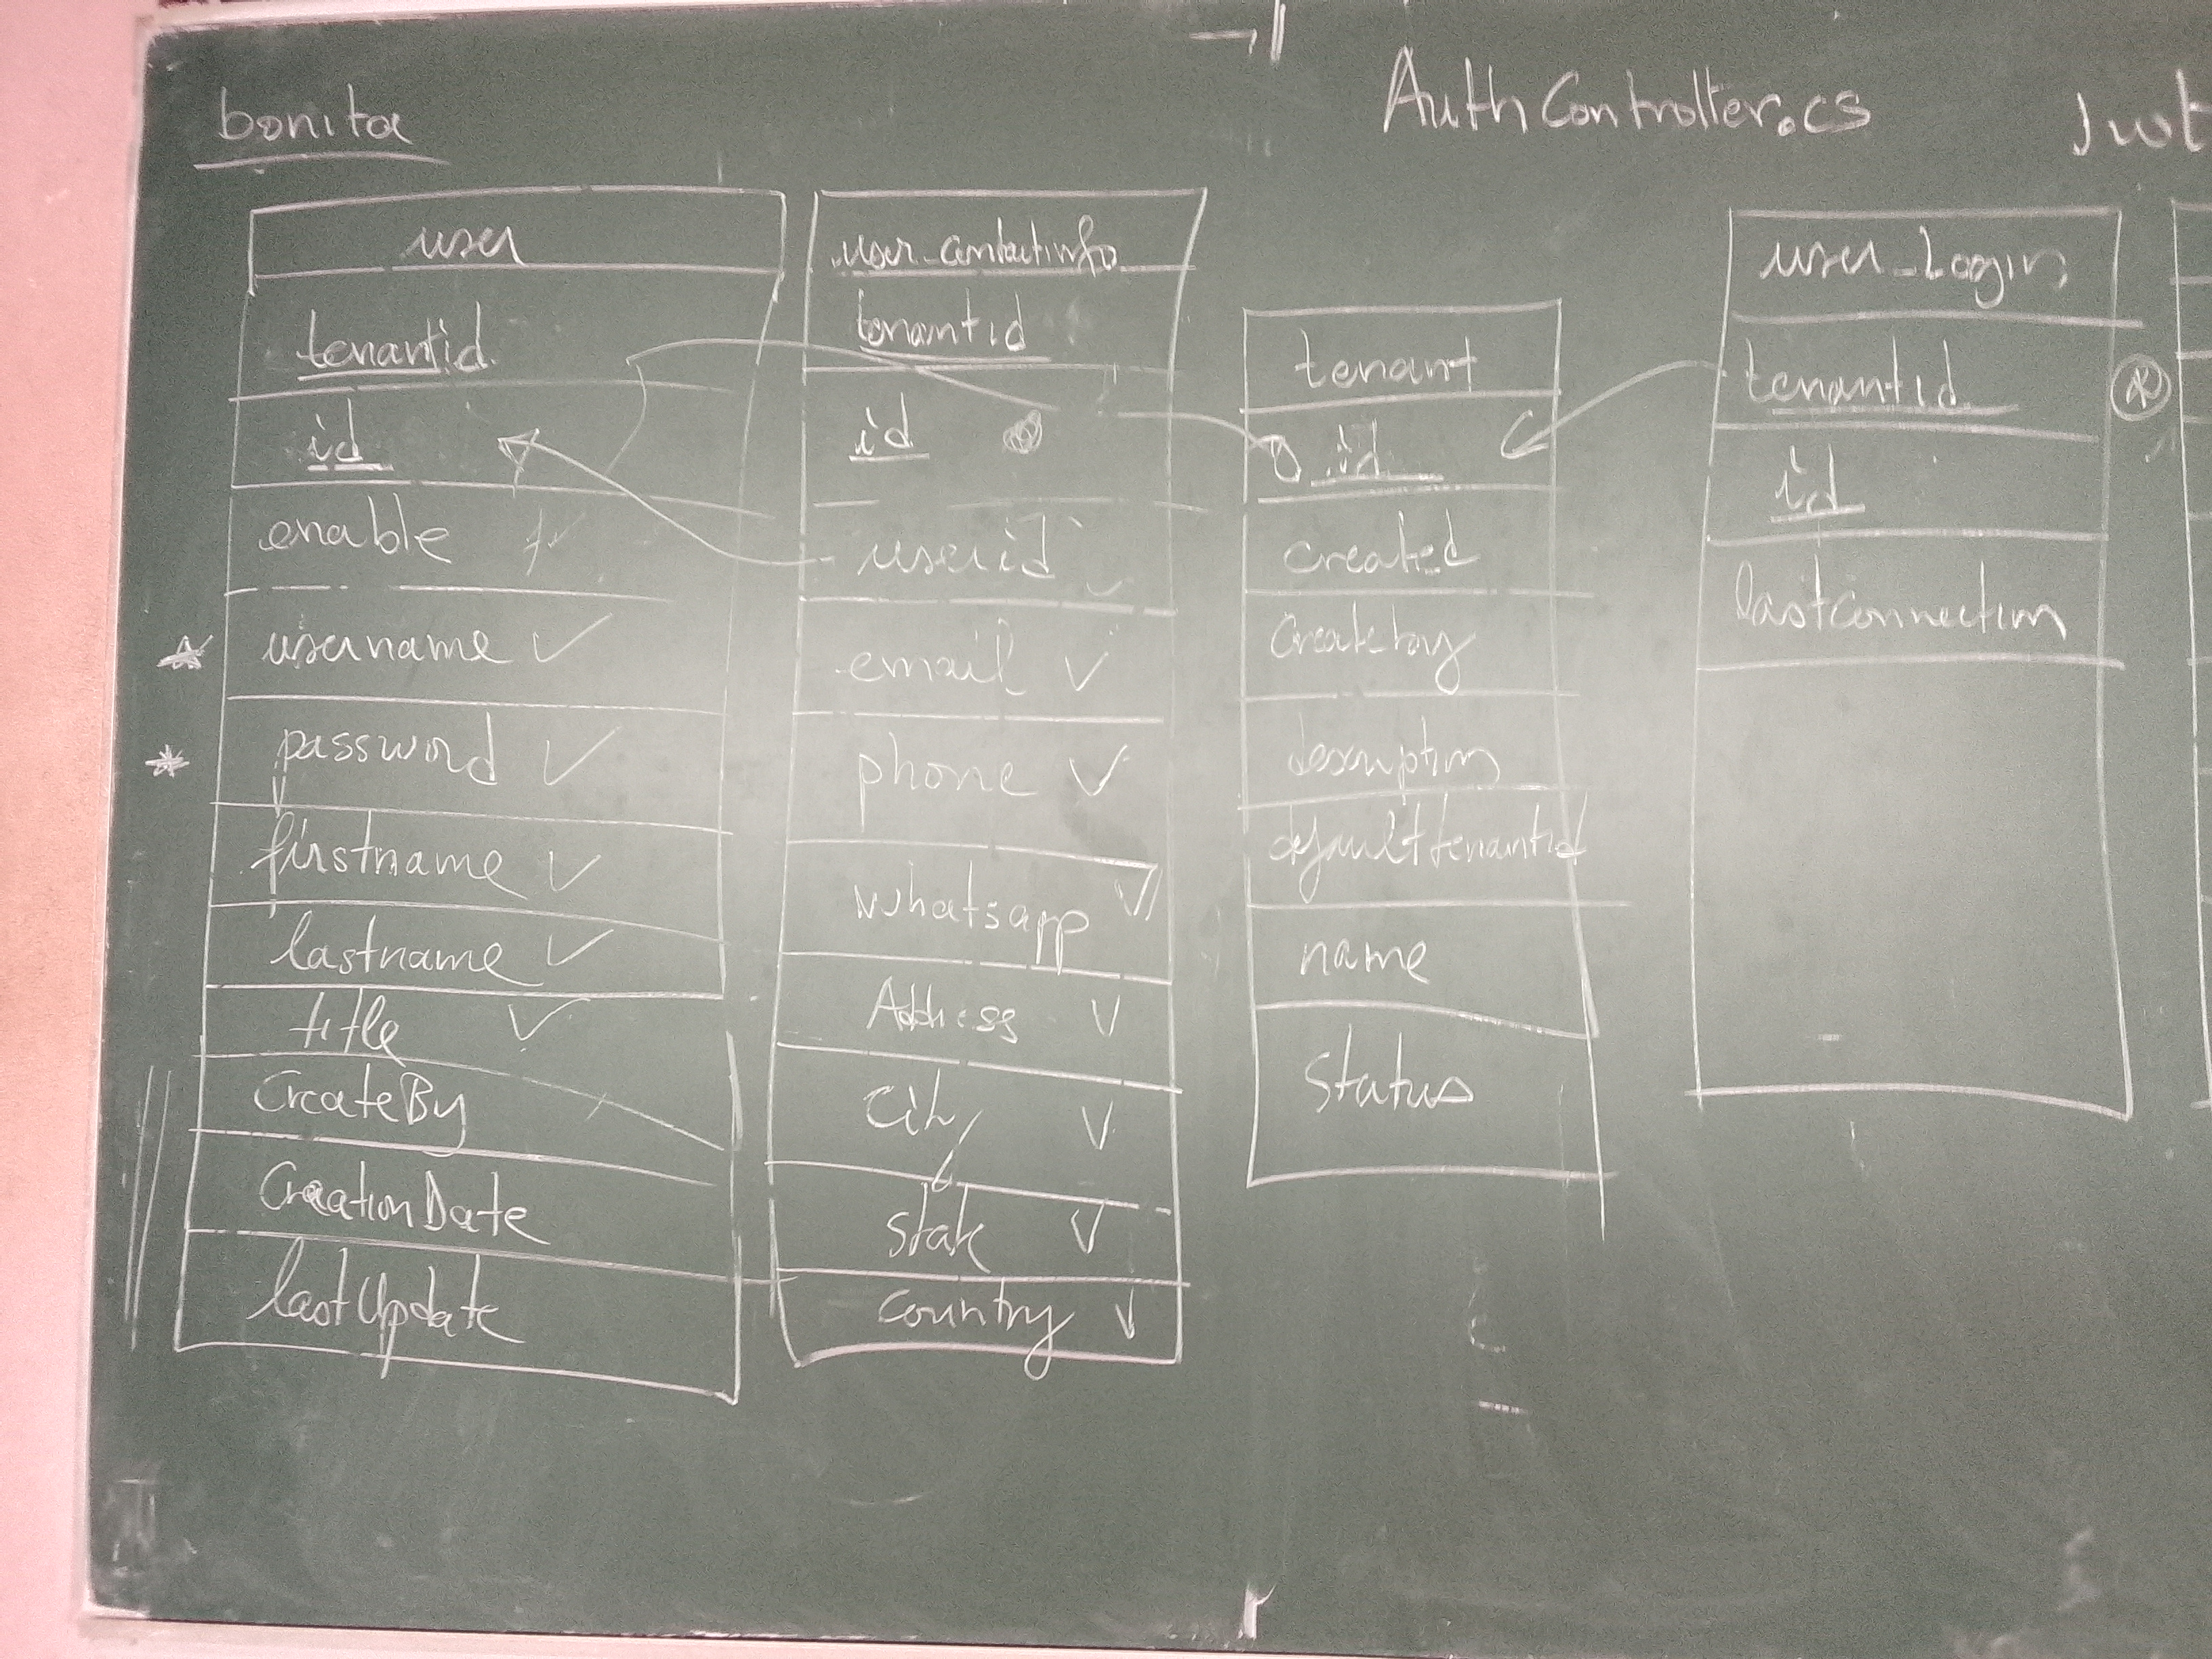 bonita
AuthController.cs
Jwt
user
tenantid
id
enable
username
password
firstname
lastname
title
CreateBy
CreationDate
lastUpdate
user_contactinfo
tenantid
id
userid
email
phone
whatsapp
Address
City
State
Country
tenant
id
created
Createby
description
defaulttenantid
name
status
user_Login
tenantid
id
lastconnection